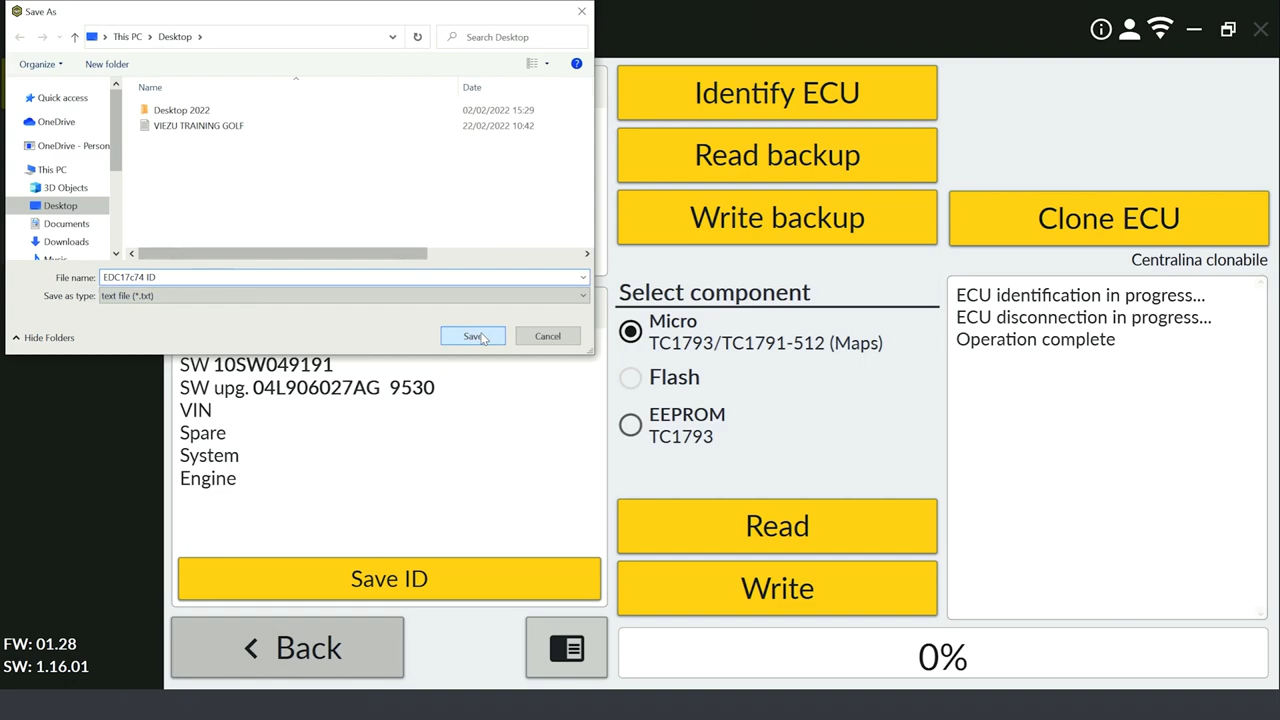 Save As
This PC > Desktop >
Search Desktop
Organize
New folder
Name
Date
Quick access
OneDrive
OneDrive - Person
This PC
3D Objects
Desktop
Documents
Downloads
Desktop 2022
02/02/2022 15:29
VIEZU TRAINING GOLF
22/02/2022 10:42
File name: EDC17c74 ID
Save as type: text file (*.txt)
Hide Folders
Save
Cancel
SW 10SW049191
SW upg. 04L906027AG 9530
VIN
Spare
System
Engine
Save ID
Back
FW: 01.28
SW: 1.16.01
Identify ECU
Read backup
Write backup
Clone ECU
Centralina clonabile
Select component
Micro
TC1793/TC1791-512 (Maps)
Flash
EEPROM
TC1793
Read
Write
ECU identification in progress...
ECU disconnection in progress...
Operation complete
0%